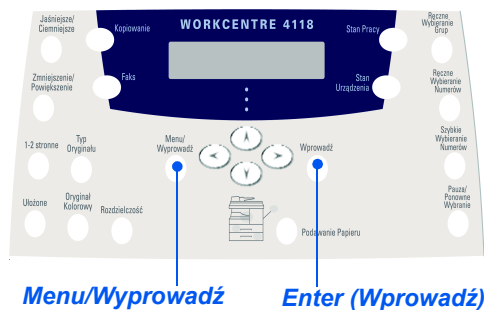 Jaśniejsze/
Ciemniejsze
Kopiowanie
WORKCENTRE 4118
Stan Pracy
Ręczne
Wybieranie
Grup
Zmniejszenie/
Powiększenie
Faks
Stan
Urządzenia
Ręczne
Wybieranie
Numerów
1-2 stronne
Typ
Oryginału
Menu/
Wyprowadź
Wprowadź
Szybkie
Wybieranie
Numerów
Ułożone
Oryginał
Kolorowy
Rozdzielczość
Podawanie Papieru
Pauza/
Ponowne
Wybranie
Menu/Wyprowadź
Enter (Wprowadź)